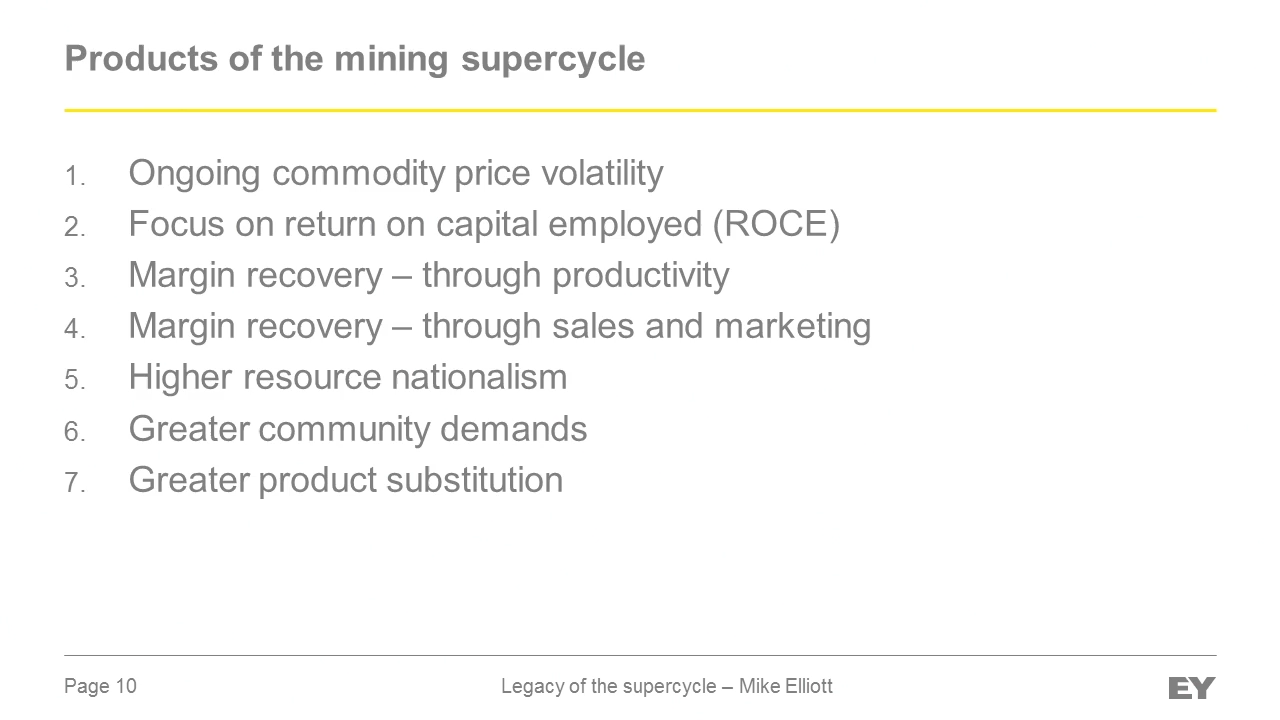 Products of the mining supercycle
1. Ongoing commodity price volatility
2. Focus on return on capital employed (ROCE)
3. Margin recovery – through productivity
4. Margin recovery – through sales and marketing
5. Higher resource nationalism
6. Greater community demands
7. Greater product substitution
Page 10 Legacy of the supercycle – Mike Elliott EY